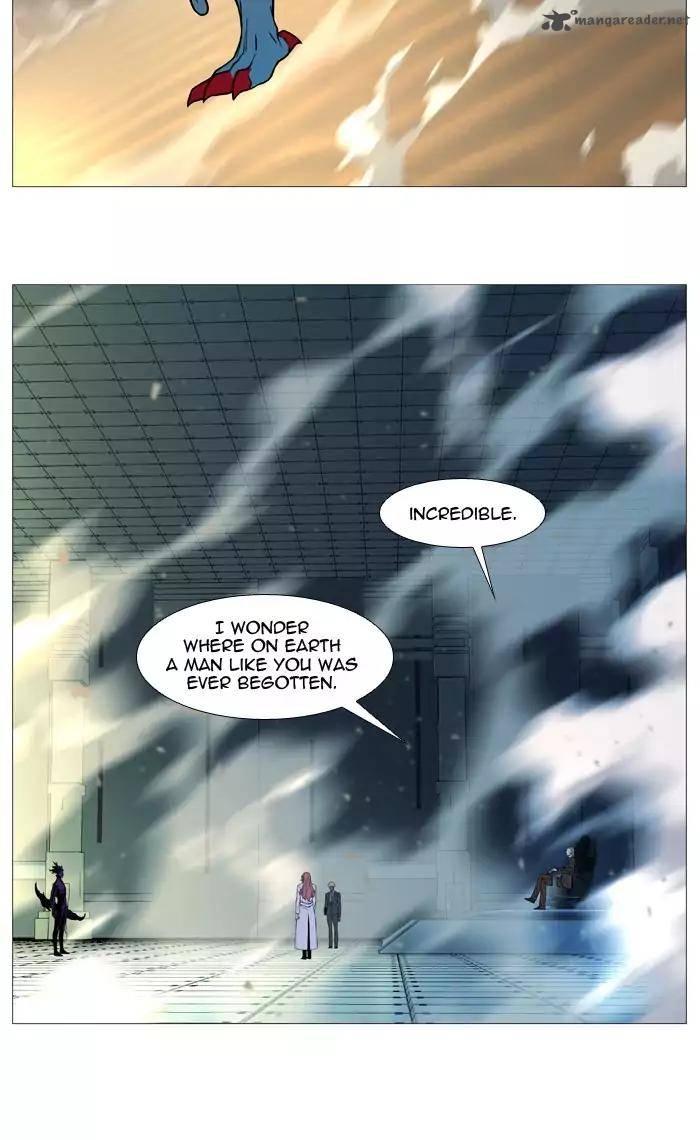 mangareader.net
INCREDIBLE.
I WONDER
WHERE ON EARTH
A MAN LIKE YOU WAS
EVER BEGOTTEN.